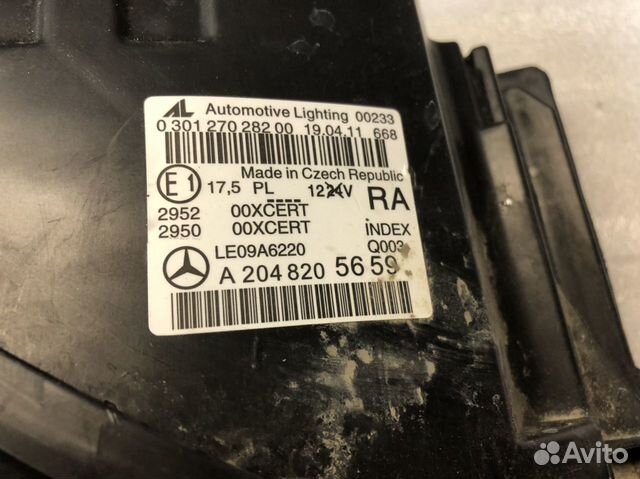 AL Automotive Lighting 00233
0 301 270 282 00 19.04.11 668
Made in Czech Republic
E1 17,5 PL 12 24V RA
2952 00XCERT
2950 00XCERT INDEX
LE09A6220 Q003
A 204 820 56 59
Avito